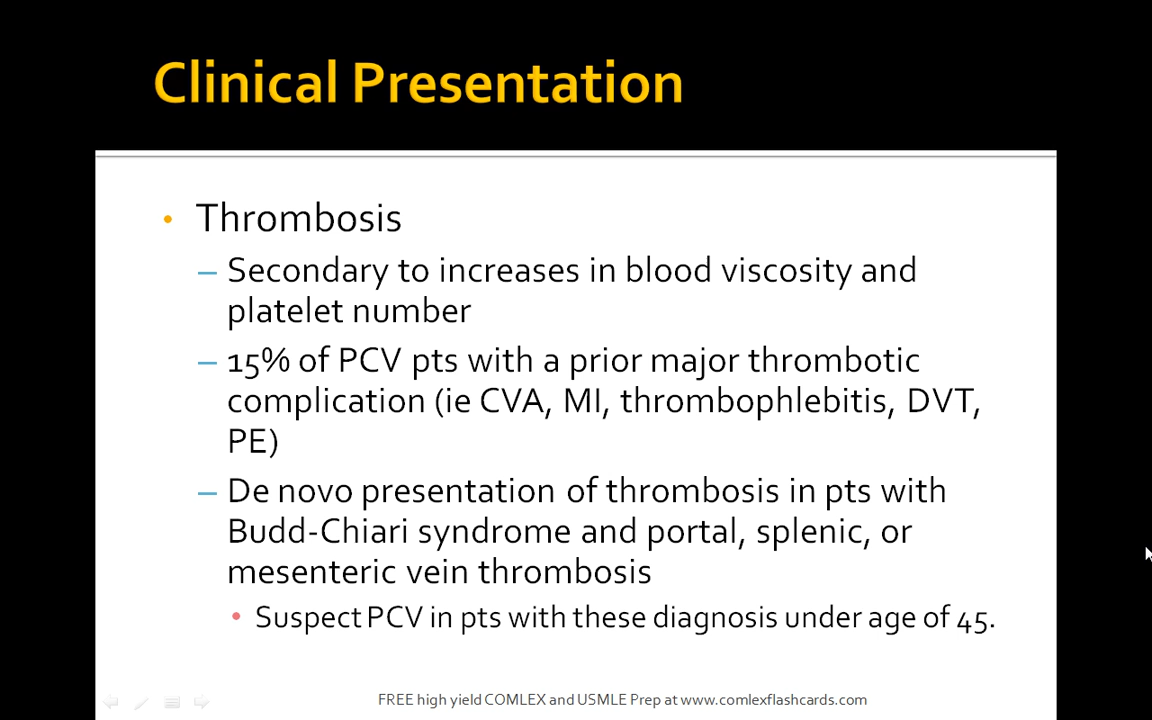 Clinical Presentation
• Thrombosis
– Secondary to increases in blood viscosity and
platelet number
– 15% of PCV pts with a prior major thrombotic
complication (ie CVA, MI, thrombophlebitis, DVT,
PE)
– De novo presentation of thrombosis in pts with
Budd-Chiari syndrome and portal, splenic, or
mesenteric vein thrombosis
• Suspect PCV in pts with these diagnosis under age of 45.
FREE high yield COMLEX and USMLE Prep at www.comlexflashcards.com